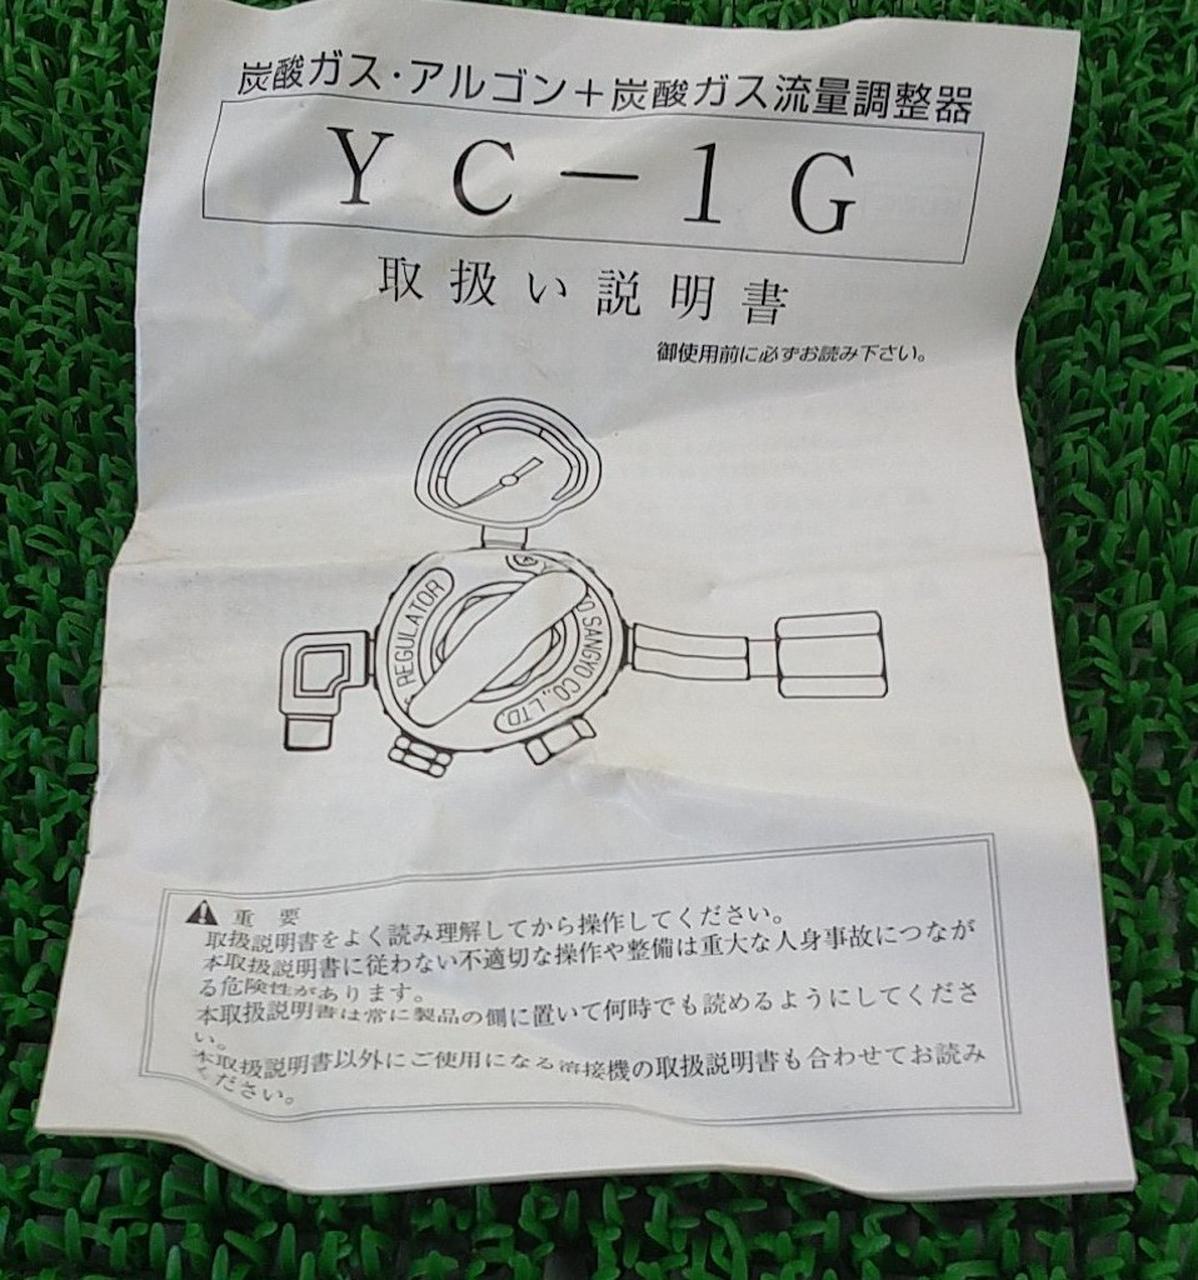 炭酸ガス・アルゴン＋炭酸ガス流量調整器
ＹＣ－１Ｇ
取扱い説明書
御使用前に必ずお読み下さい。
REGULATOR
SANGYO CO.,LTD.
重　要
取扱説明書をよく読み理解してから操作してください。
本取扱説明書に従わない不適切な操作や整備は重大な人身事故につなが
る危険性があります。
本取扱説明書は常に製品の側に置いて何時でも読めるようにしてくださ
い。
本取扱説明書以外にご使用になる溶接機の取扱説明書も合わせてお読み
ください。